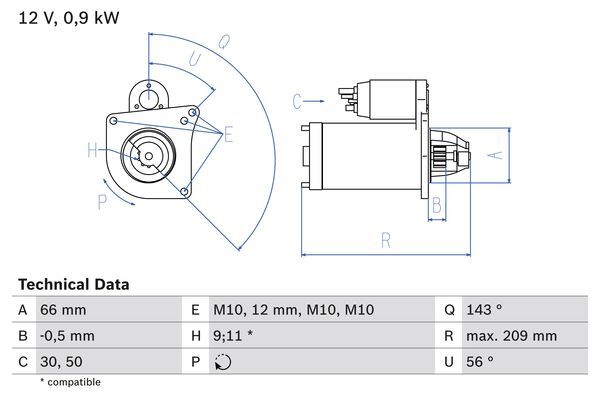 12 V, 0,9 kW
Q
U
C
A
E
H
P
B
R
Technical Data
A 66 mm E M10, 12 mm, M10, M10 Q 143 °
B -0,5 mm H 9;11 * R max. 209 mm
C 30, 50 P U 56 °
* compatible